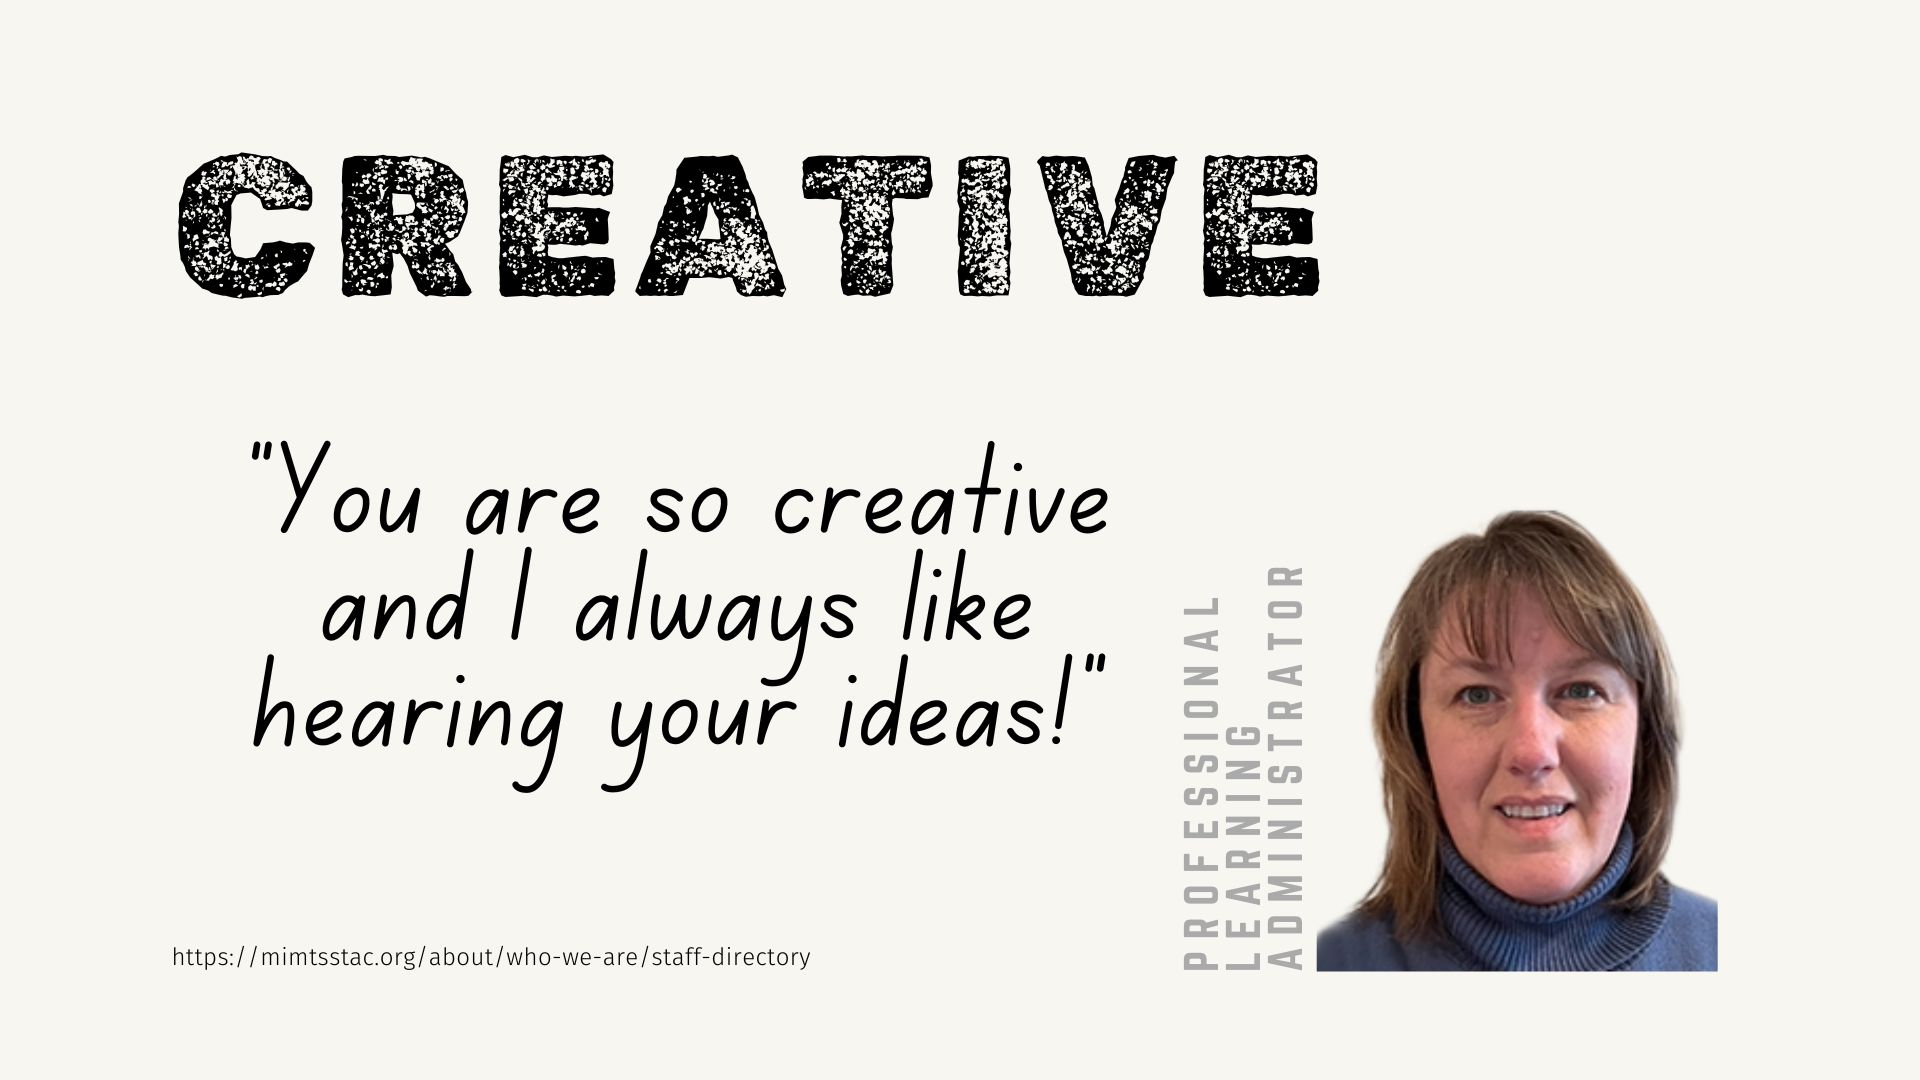 CREATIVE
"You are so creative
and I always like
hearing your ideas!"
PROFESSIONAL
LEARNING
ADMINISTRATOR
https://mimtsstac.org/about/who-we-are/staff-directory